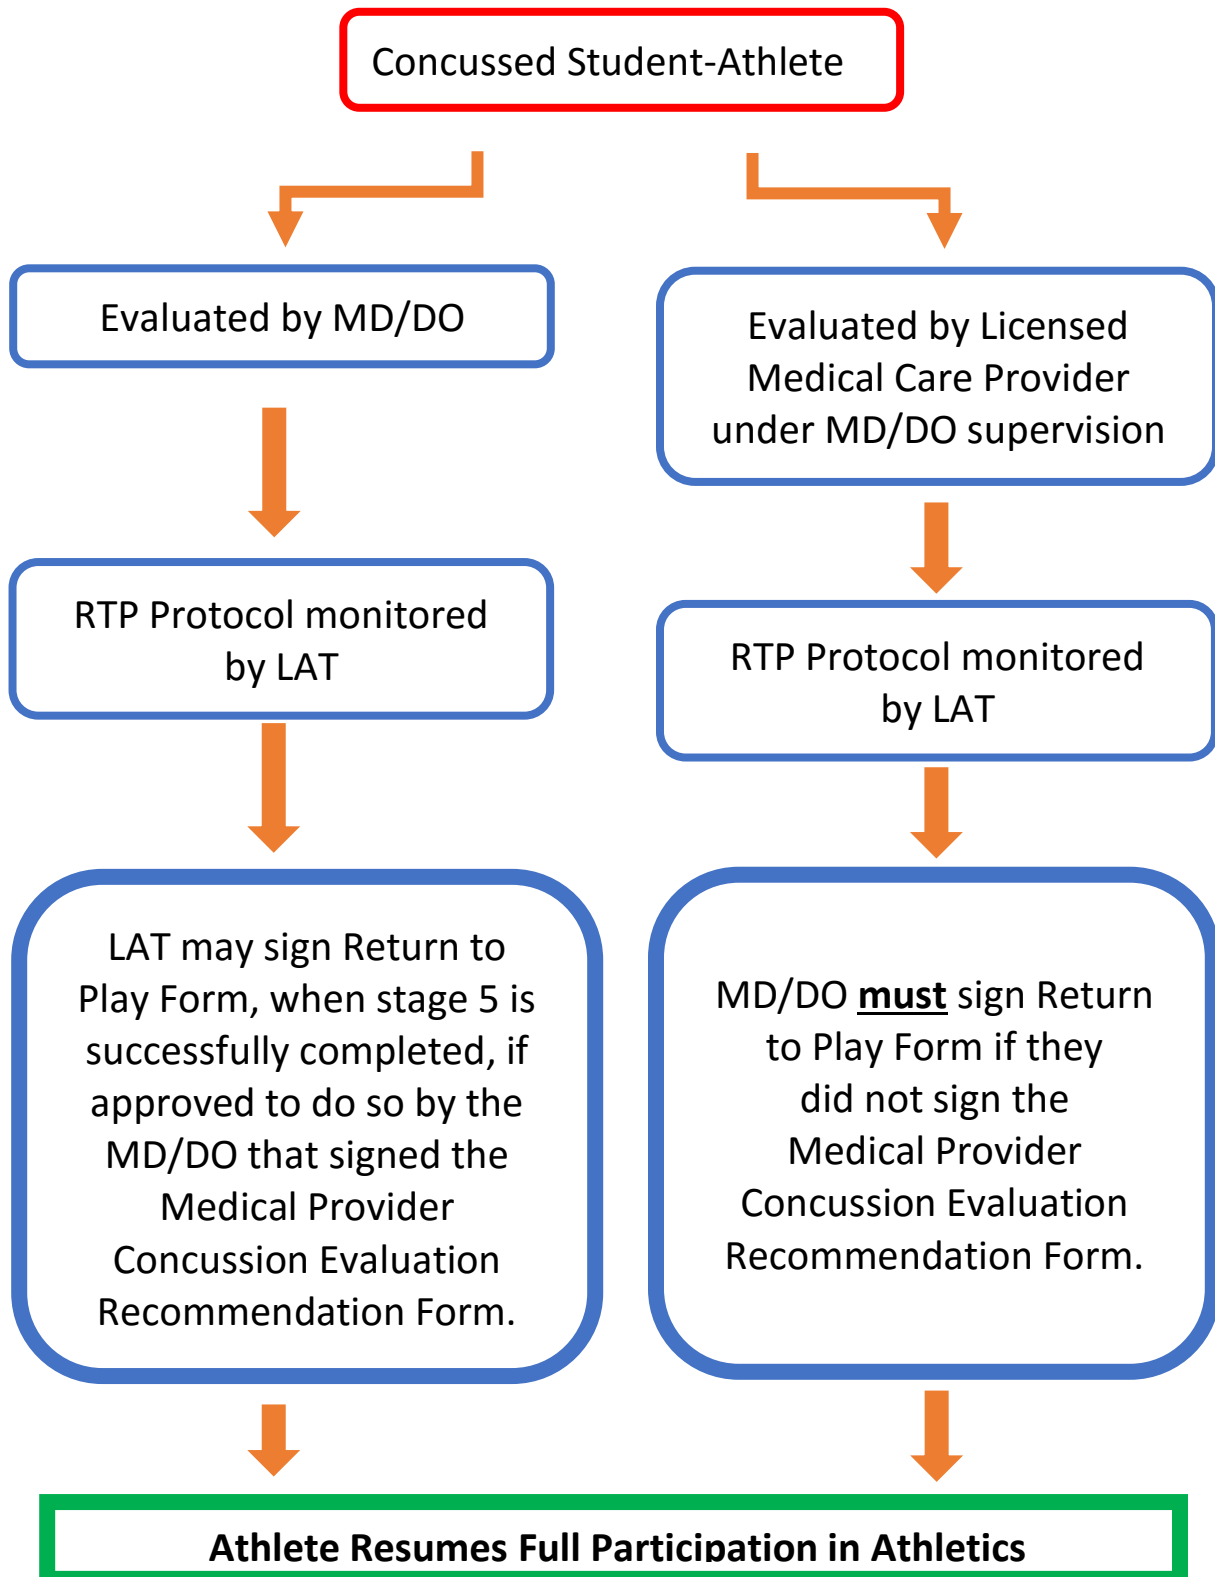 Concussed Student-Athlete
Evaluated by MD/DO
Evaluated by Licensed
Medical Care Provider
under MD/DO supervision
RTP Protocol monitored
by LAT
RTP Protocol monitored
by LAT
LAT may sign Return to
Play Form, when stage 5 is
successfully completed, if
approved to do so by the
MD/DO that signed the
Medical Provider
Concussion Evaluation
Recommendation Form.
MD/DO must sign Return
to Play Form if they
did not sign the
Medical Provider
Concussion Evaluation
Recommendation Form.
Athlete Resumes Full Participation in Athletics